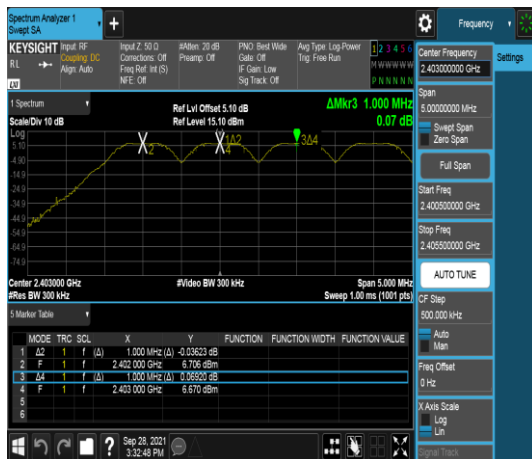 Spectrum Analyzer 1
Swept SA
Frequency
KEYSIGHT
RL
Input: RF
Coupling: DC
Align: Auto
Input Z: 50 Ω
Corrections: Off
Freq Ref: Int (S)
NFE: Off
#Atten: 20 dB
Preamp: Off
PNO: Best Wide
Gate: Off
IF Gain: Low
Sig Track: Off
Avg Type: Log-Power
Trig: Free Run
1 2 3 4 5 6
M W W W W W
P N N N N N
Center Frequency
2.403000000 GHz
Settings
1 Spectrum
Scale/Div 10 dB
Ref Lvl Offset 5.10 dB
Ref Level 15.10 dBm
ΔMkr3 1.000 MHz
0.07 dB
Span
5.00000000 MHz
Swept Span
Zero Span
Log
5.10
-4.90
-14.9
-24.9
-34.9
-44.9
-54.9
-64.9
-74.9
2
1Δ2
4
3Δ4
Full Span
Start Freq
2.400500000 GHz
Stop Freq
2.405500000 GHz
AUTO TUNE
Center 2.403000 GHz
#Res BW 300 kHz
#Video BW 300 kHz
Span 5.000 MHz
Sweep 1.00 ms (1001 pts)
CF Step
500.000 kHz
Auto
Man
5 Marker Table
MODE TRC SCL X Y FUNCTION FUNCTION WIDTH FUNCTION VALUE
1 Δ2 1 f (Δ) 1.000 MHz (Δ) -0.03623 dB
2 F 1 f 2.402 000 GHz 6.706 dBm
3 Δ4 1 f (Δ) 1.000 MHz (Δ) 0.06920 dB
4 F 1 f 2.403 000 GHz 6.670 dBm
5
6
Freq Offset
0 Hz
X Axis Scale
Log
Lin
Signal Track
Sep 28, 2021
3:32:48 PM